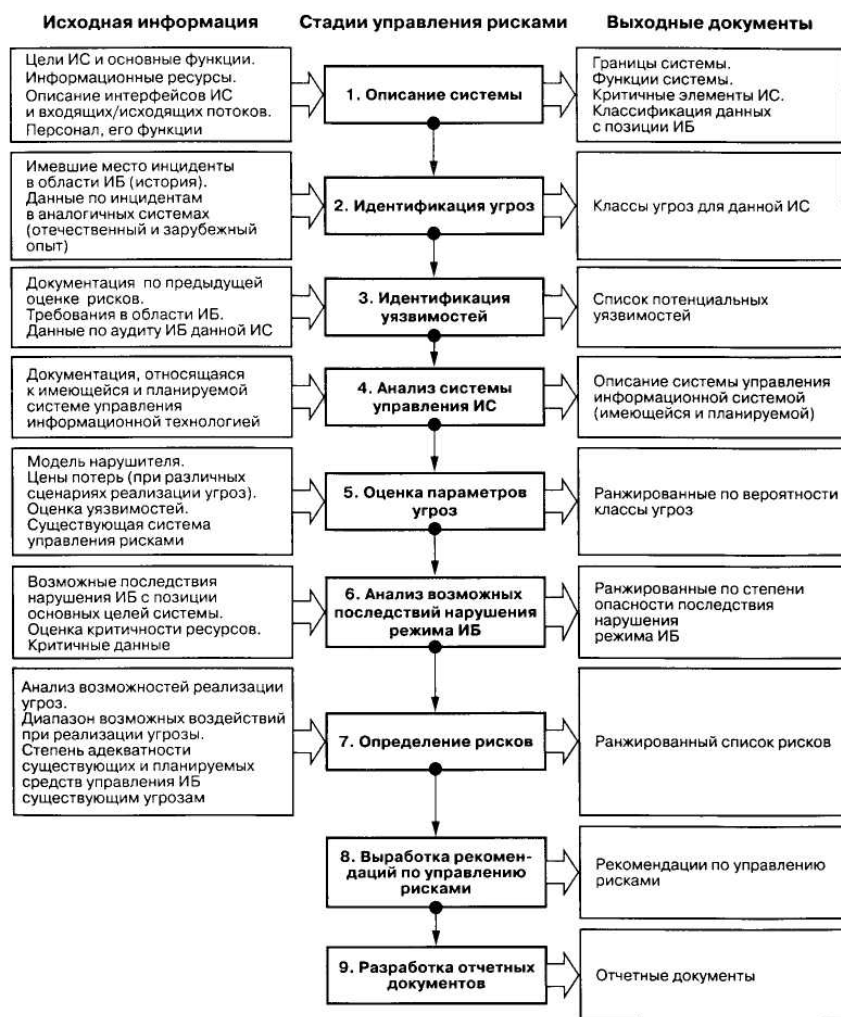 Исходная информация
Стадии управления рисками
Выходные документы
Цели ИС и основные функции.
Информационные ресурсы.
Описание интерфейсов ИС
и входящих/исходящих потоков.
Персонал, его функции
1. Описание системы
Границы системы.
Функции системы.
Критичные элементы ИС.
Классификация данных
с позиции ИБ
Имевшие место инциденты
в области ИБ (история).
Данные по инцидентам
в аналогичных системах
(отечественный и зарубежный
опыт)
2. Идентификация угроз
Классы угроз для данной ИС
Документация по предыдущей
оценке рисков.
Требования в области ИБ.
Данные по аудиту ИБ данной ИС
3. Идентификация
уязвимостей
Список потенциальных
уязвимостей
Документация, относящаяся
к имеющейся и планируемой
системе управления
информационной технологией
4. Анализ системы
управления ИС
Описание системы управления
информационной системой
(имеющейся и планируемой)
Модель нарушителя.
Цены потерь (при различных
сценариях реализации угроз).
Оценка уязвимостей.
Существующая система
управления рисками
5. Оценка параметров
угроз
Ранжированные по вероятности
классы угроз
Возможные последствия
нарушения ИБ с позиции
основных целей системы.
Оценка критичности ресурсов.
Критичные данные
6. Анализ возможных
последствий нарушения
режима ИБ
Ранжированные по степени
опасности последствия
нарушения
режима ИБ
Анализ возможностей реализации
угроз.
Диапазон возможных воздействий
при реализации угрозы.
Степень адекватности
существующих и планируемых
средств управления ИБ
существующим угрозам
7. Определение рисков
Ранжированный список рисков
8. Выработка рекомен-
даций по управлению
рисками
Рекомендации по управлению
рисками
9. Разработка отчетных
документов
Отчетные документы